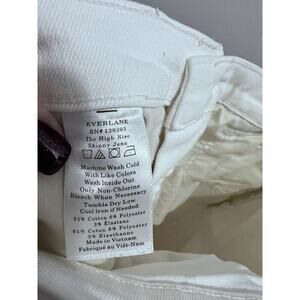 EVERLANE
RN# 139393
The High Rise
Skinny Jean
Machine Wash Cold
With Like Colors
Wash Inside Out
Only Non-Chlorine
Bleach When Necessary
Tumble Dry Low.
Cool Iron if Needed.
91% Cotton 6% Polyester
3% Elastane
91% Coton 6% Polyester
3% Elasthanne
Made in Vietnam
Fabriqué au Việt-Nam